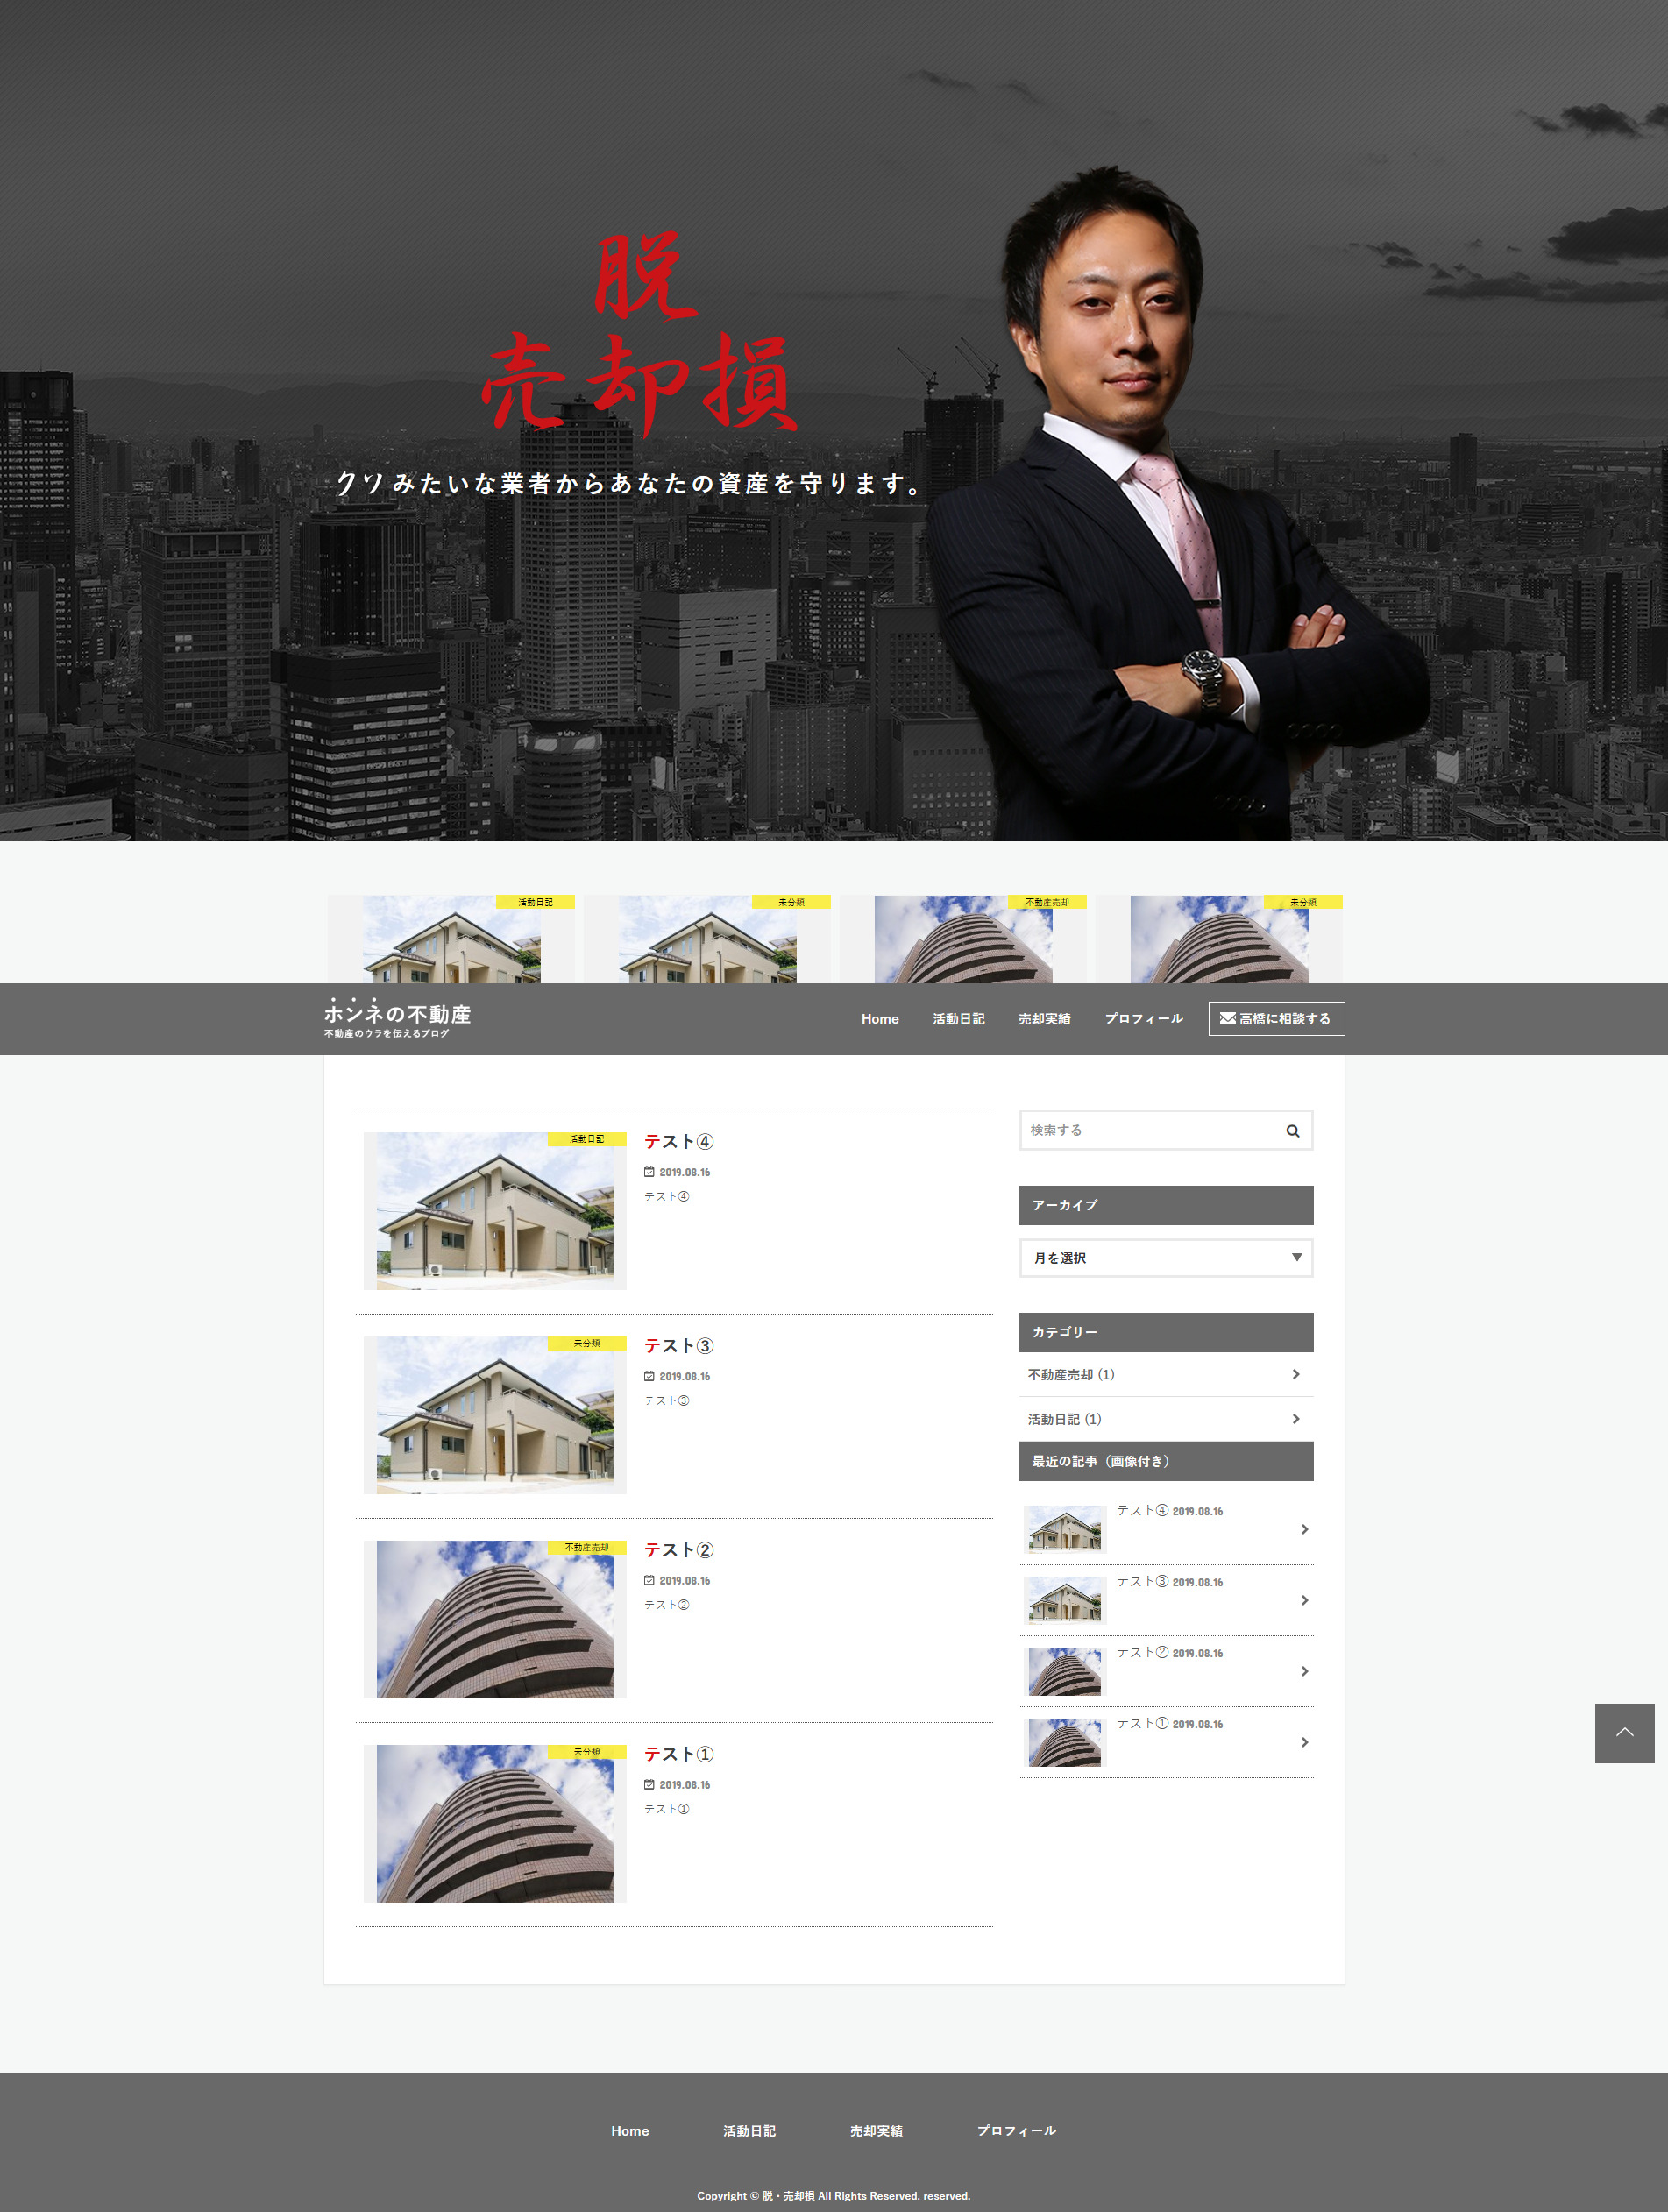 脱
売却損
クソみたいな業者からあなたの資産を守ります。
活動日記
未分類
不動産売却
未分類
ホンネの不動産
不動産のウラを伝えるブログ
Home
活動日記
売却実績
プロフィール
高橋に相談する
活動日記
テスト④
2019.08.16
テスト④
未分類
テスト③
2019.08.16
テスト③
不動産売却
テスト②
2019.08.16
テスト②
未分類
テスト①
2019.08.16
テスト①
検索する
アーカイブ
月を選択
カテゴリー
不動産売却 (1)
活動日記 (1)
最近の記事（画像付き）
テスト④ 2019.08.16
テスト③ 2019.08.16
テスト② 2019.08.16
テスト① 2019.08.16
Home
活動日記
売却実績
プロフィール
Copyright © 脱・売却損 All Rights Reserved. reserved.